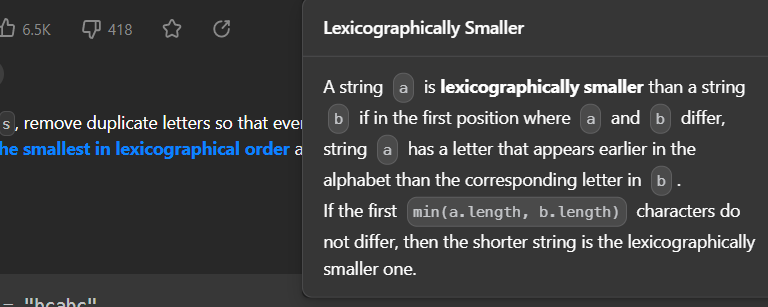 6.5K 418
s, remove duplicate letters so that ever
he smallest in lexicographical order a
= "bcabc"
Lexicographically Smaller
A string a is lexicographically smaller than a string
b if in the first position where a and b differ,
string a has a letter that appears earlier in the
alphabet than the corresponding letter in b.
If the first min(a.length, b.length) characters do
not differ, then the shorter string is the lexicographically
smaller one.